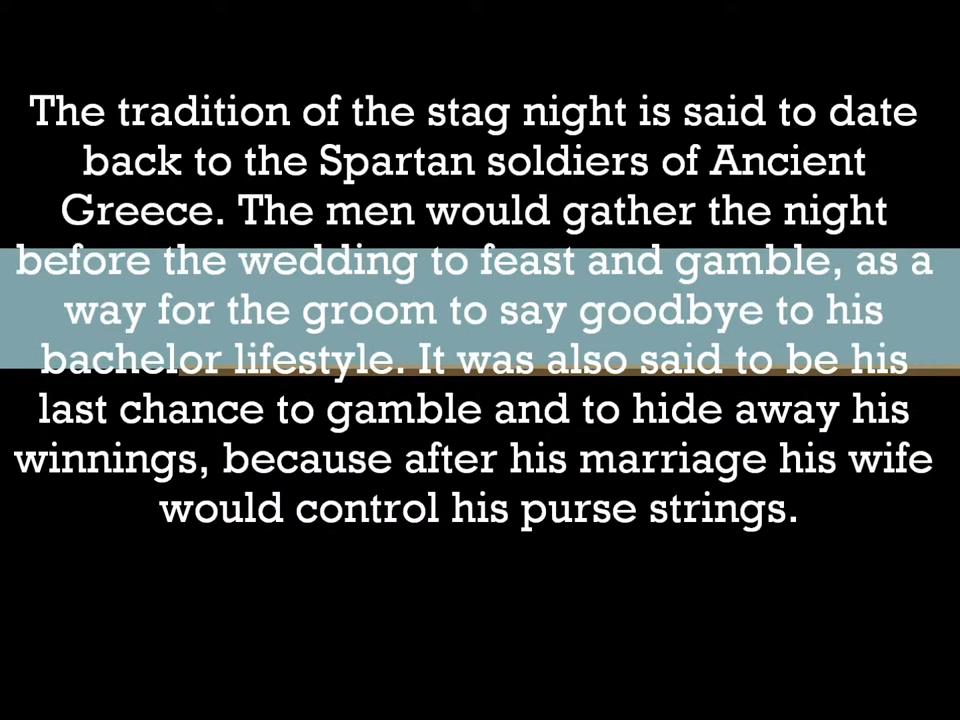 The tradition of the stag night is said to date
back to the Spartan soldiers of Ancient
Greece. The men would gather the night
before the wedding to feast and gamble, as a
way for the groom to say goodbye to his
bachelor lifestyle. It was also said to be his
last chance to gamble and to hide away his
winnings, because after his marriage his wife
would control his purse strings.